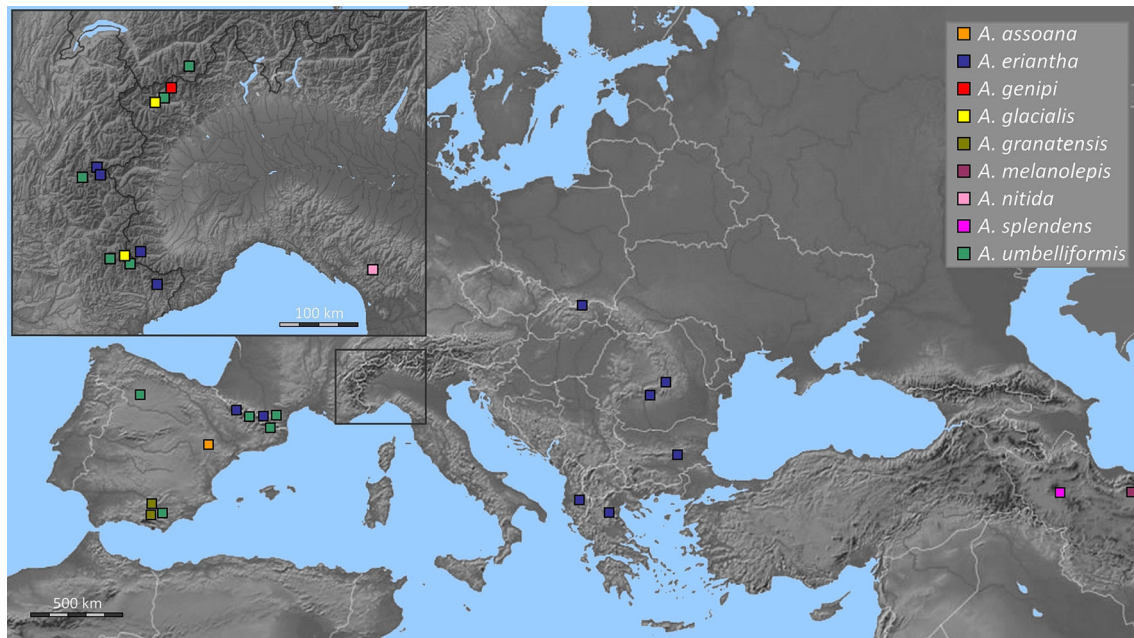 A. assoana
A. eriantha
A. genipi
A. glacialis
A. granatensis
A. melanolepis
A. nitida
A. splendens
A. umbelliformis
100 km
500 km